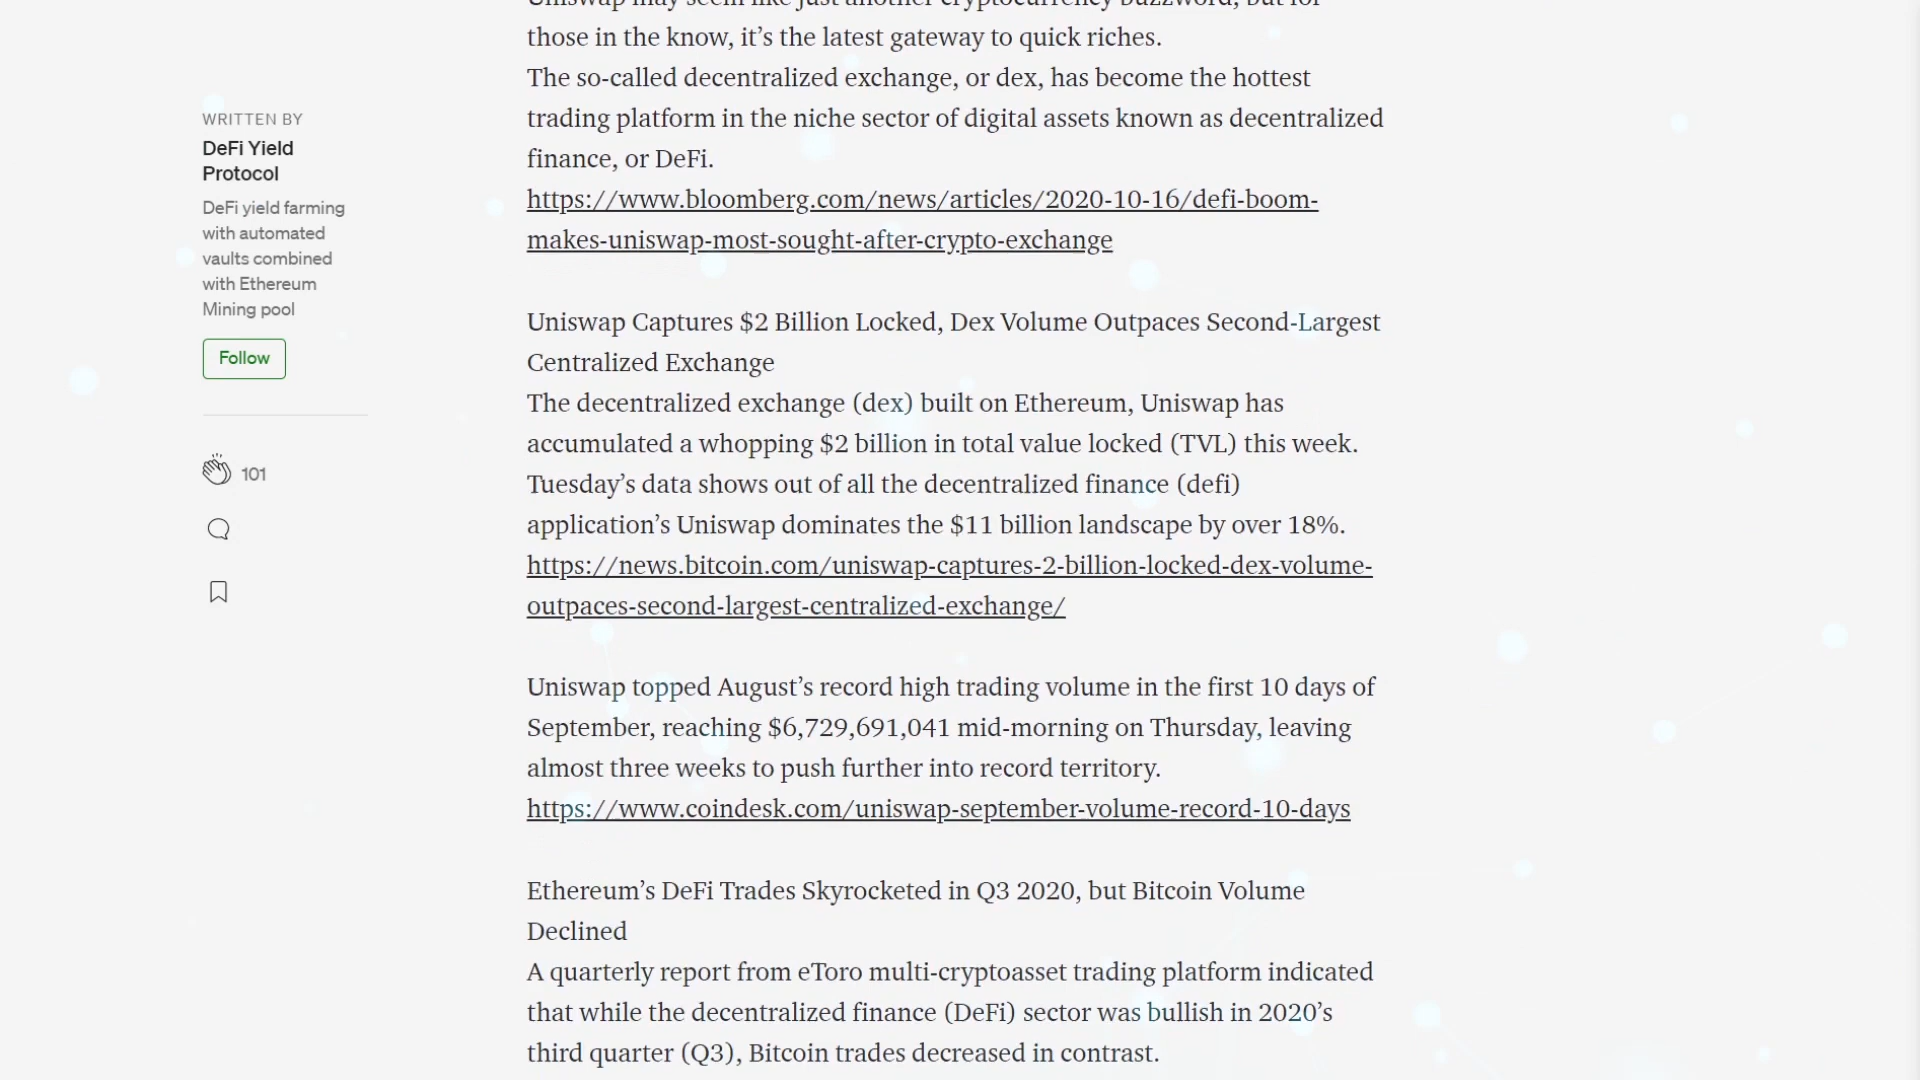 Uniswap may seem like just another cryptocurrency buzzword, but for
those in the know, it’s the latest gateway to quick riches.
The so-called decentralized exchange, or dex, has become the hottest
trading platform in the niche sector of digital assets known as decentralized
finance, or DeFi.
https://www.bloomberg.com/news/articles/2020-10-16/defi-boom-
makes-uniswap-most-sought-after-crypto-exchange
WRITTEN BY
DeFi Yield
Protocol
DeFi yield farming
with automated
vaults combined
with Ethereum
Mining pool
Follow
101
Uniswap Captures $2 Billion Locked, Dex Volume Outpaces Second-Largest
Centralized Exchange
The decentralized exchange (dex) built on Ethereum, Uniswap has
accumulated a whopping $2 billion in total value locked (TVL) this week.
Tuesday’s data shows out of all the decentralized finance (defi)
application’s Uniswap dominates the $11 billion landscape by over 18%.
https://news.bitcoin.com/uniswap-captures-2-billion-locked-dex-volume-
outpaces-second-largest-centralized-exchange/
Uniswap topped August’s record high trading volume in the first 10 days of
September, reaching $6,729,691,041 mid-morning on Thursday, leaving
almost three weeks to push further into record territory.
https://www.coindesk.com/uniswap-september-volume-record-10-days
Ethereum’s DeFi Trades Skyrocketed in Q3 2020, but Bitcoin Volume
Declined
A quarterly report from eToro multi-cryptoasset trading platform indicated
that while the decentralized finance (DeFi) sector was bullish in 2020’s
third quarter (Q3), Bitcoin trades decreased in contrast.